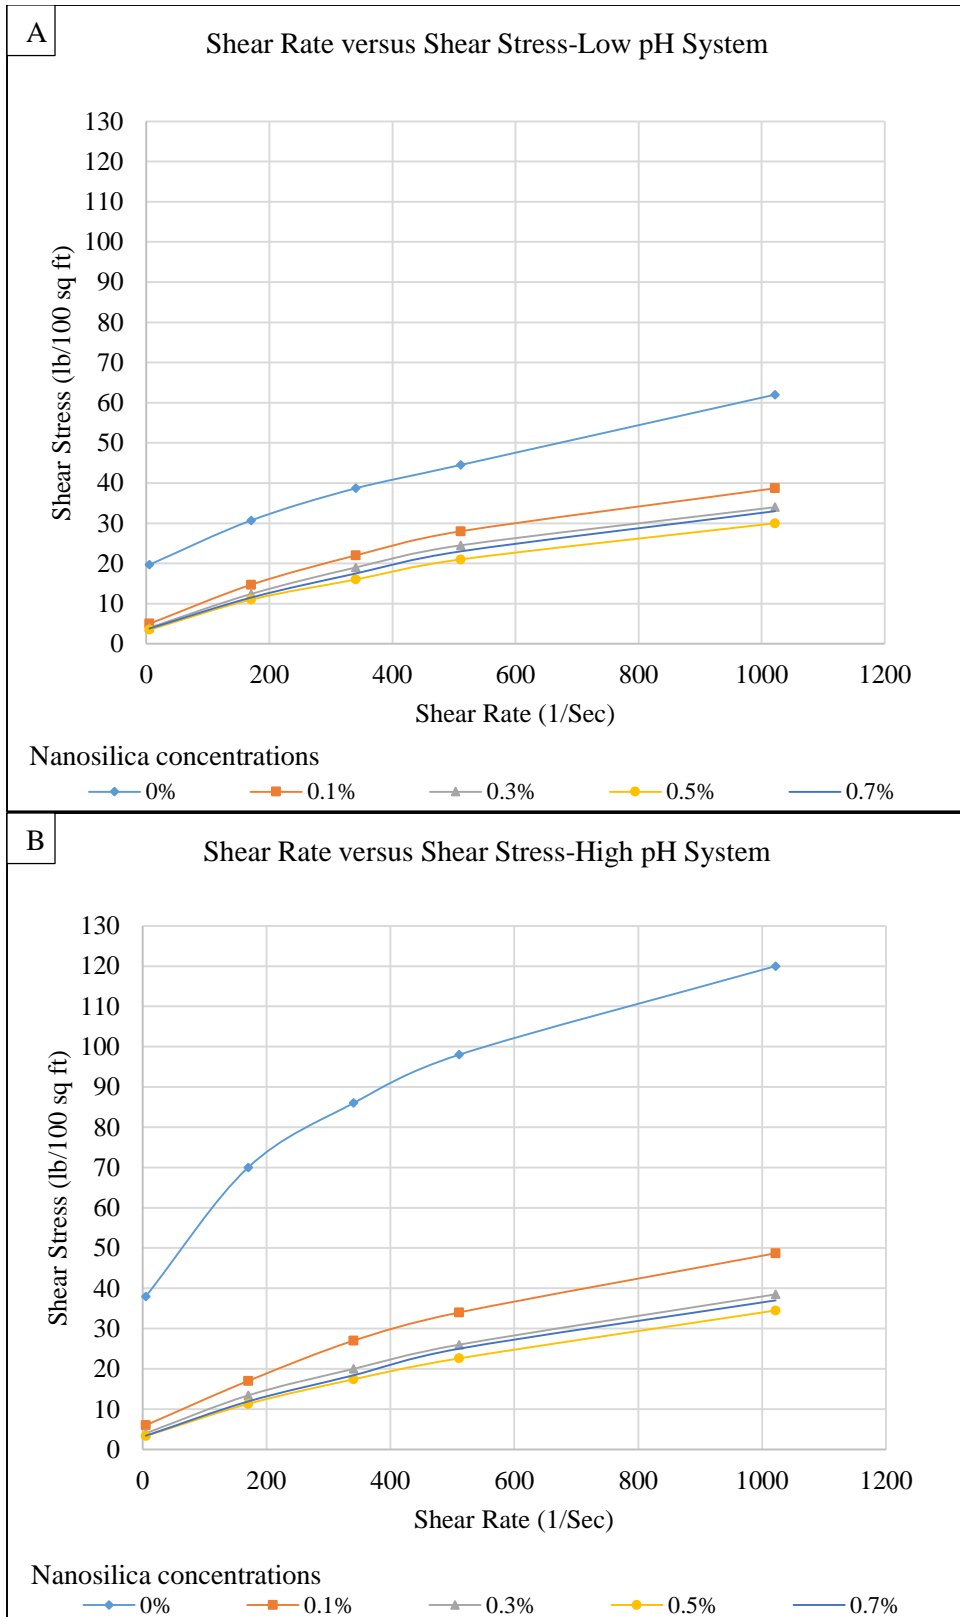 A
Shear Rate versus Shear Stress-Low pH System
130
120
110
100
90
80
70
60
50
40
30
20
10
0
Shear Stress (lb/100 sq ft)
0 200 400 600 800 1000 1200
Shear Rate (1/Sec)
Nanosilica concentrations
0% 0.1% 0.3% 0.5% 0.7%
B
Shear Rate versus Shear Stress-High pH System
130
120
110
100
90
80
70
60
50
40
30
20
10
0
Shear Stress (lb/100 sq ft)
0 200 400 600 800 1000 1200
Shear Rate (1/Sec)
Nanosilica concentrations
0% 0.1% 0.3% 0.5% 0.7%